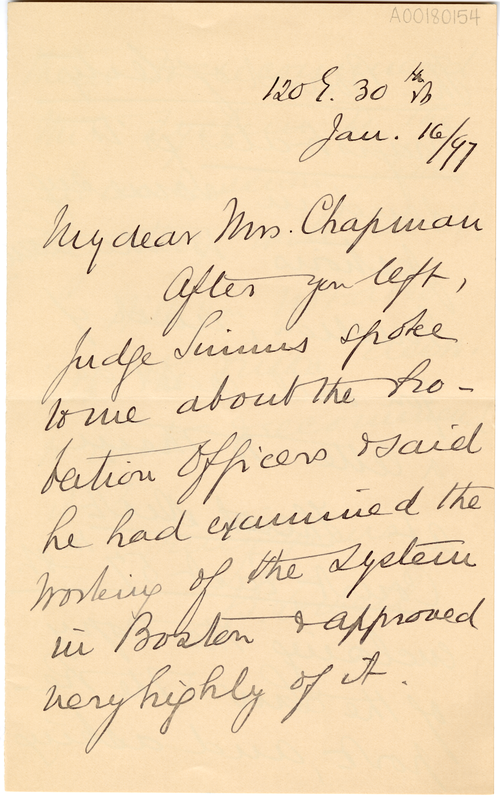 A00180154
120 E. 30th St
Jan. 16/97
My dear Mrs. Chapman
After you left,
Judge Simms spoke
to me about the Pro-
bation Officers & said
he had examined the
working of the system
in Boston & approved
very highly of it.